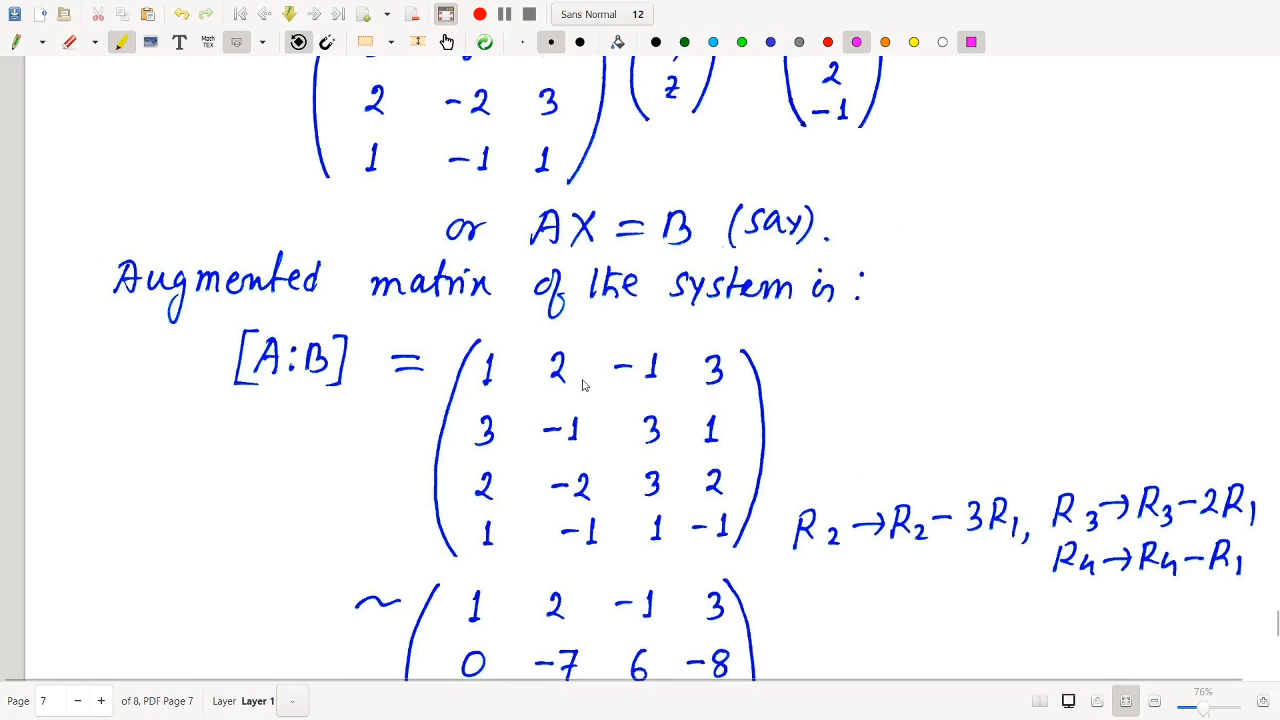 Sans Normal 12
Math TEX
2 -2 3 z 2
1 -1 1 -1
or AX = B (say).
Augmented matrix of the system is :
[A:B] = 1 2 -1 3
3 -1 3 1
2 -2 3 2
1 -1 1 -1
R2→R2-3R1, R3→R3-2R1
R4→R4-R1
~ 1 2 -1 3
0 -7 6 -8
Page 7 of 8, PDF Page 7 Layer Layer 1 76%